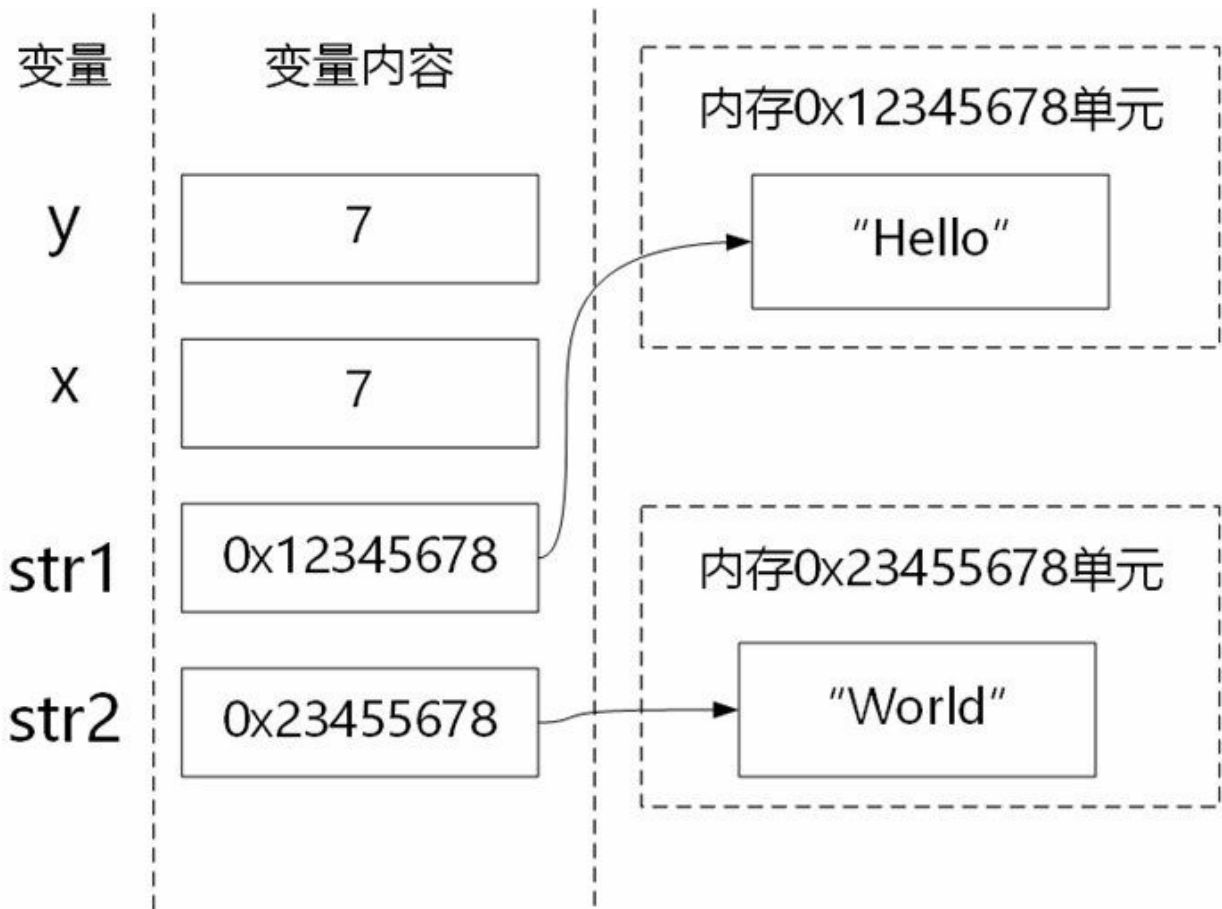 变量
变量内容
内存0x12345678单元
y
7
"Hello"
x
7
str1
0x12345678
内存0x23455678单元
str2
0x23455678
"World"